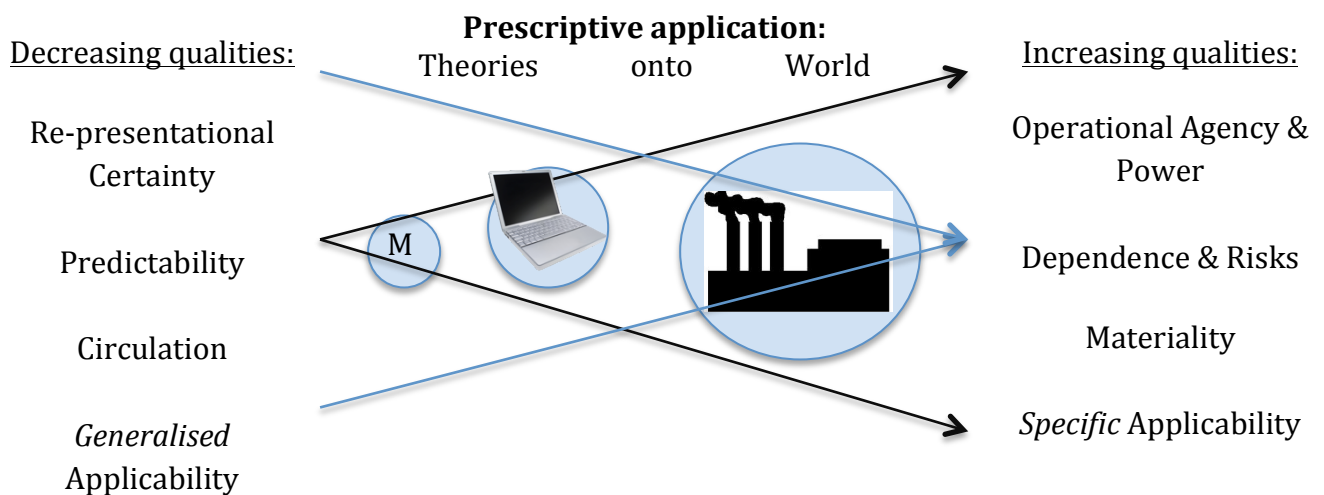 Prescriptive application:
Theories onto World
Decreasing qualities:
Re-presentational
Certainty
Predictability
Circulation
Generalised
Applicability
M
Increasing qualities:
Operational Agency &
Power
Dependence & Risks
Materiality
Specific Applicability